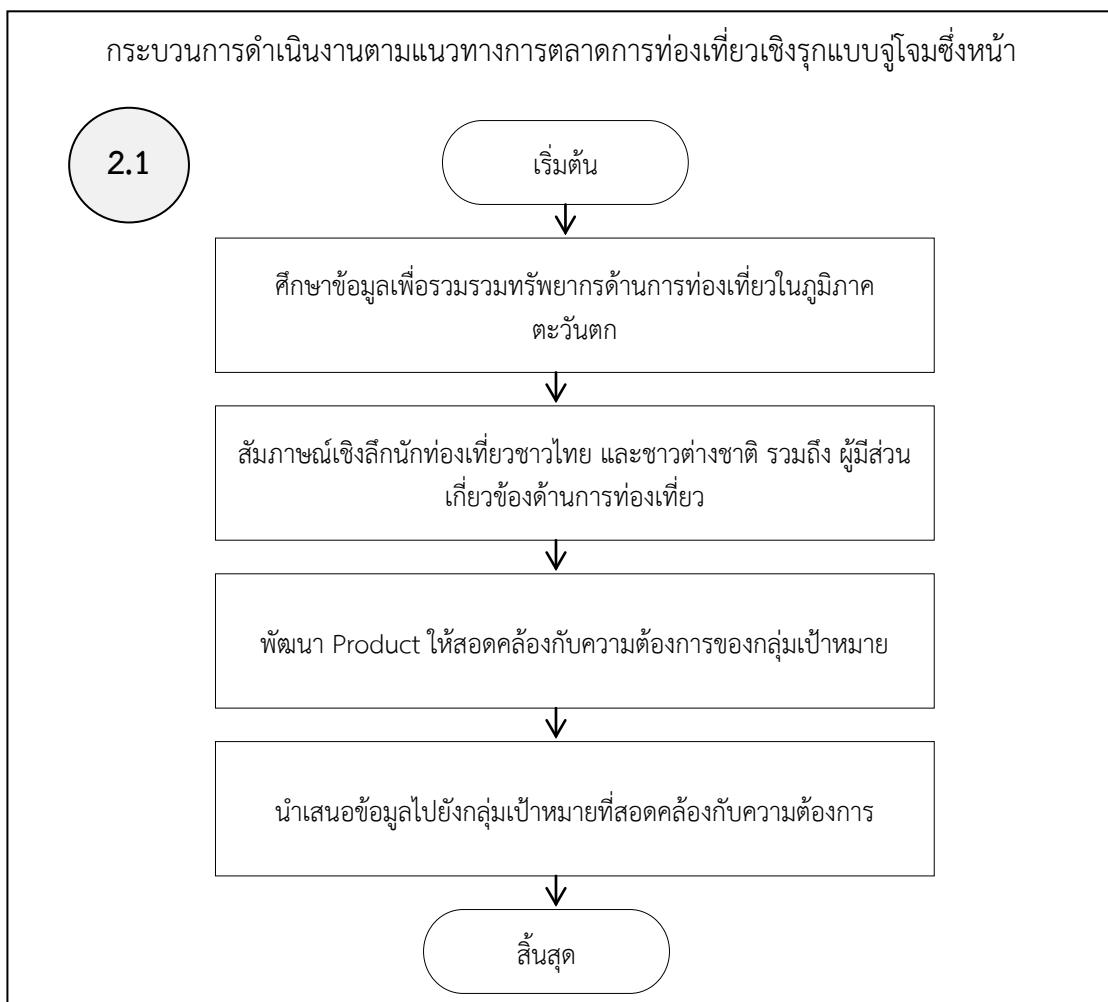 กระบวนการดำเนินงานตามแนวทางการตลาดการท่องเที่ยวเชิงรุกแบบจู่โจมซึ่งหน้า
2.1
เริ่มต้น
ศึกษาข้อมูลเพื่อรวมรวมทรัพยากรด้านการท่องเที่ยวในภูมิภาค
ตะวันตก
สัมภาษณ์เชิงลึกนักท่องเที่ยวชาวไทย และชาวต่างชาติ รวมถึง ผู้มีส่วน
เกี่ยวข้องด้านการท่องเที่ยว
พัฒนา Product ให้สอดคล้องกับความต้องการของกลุ่มเป้าหมาย
นำเสนอข้อมูลไปยังกลุ่มเป้าหมายที่สอดคล้องกับความต้องการ
สิ้นสุด